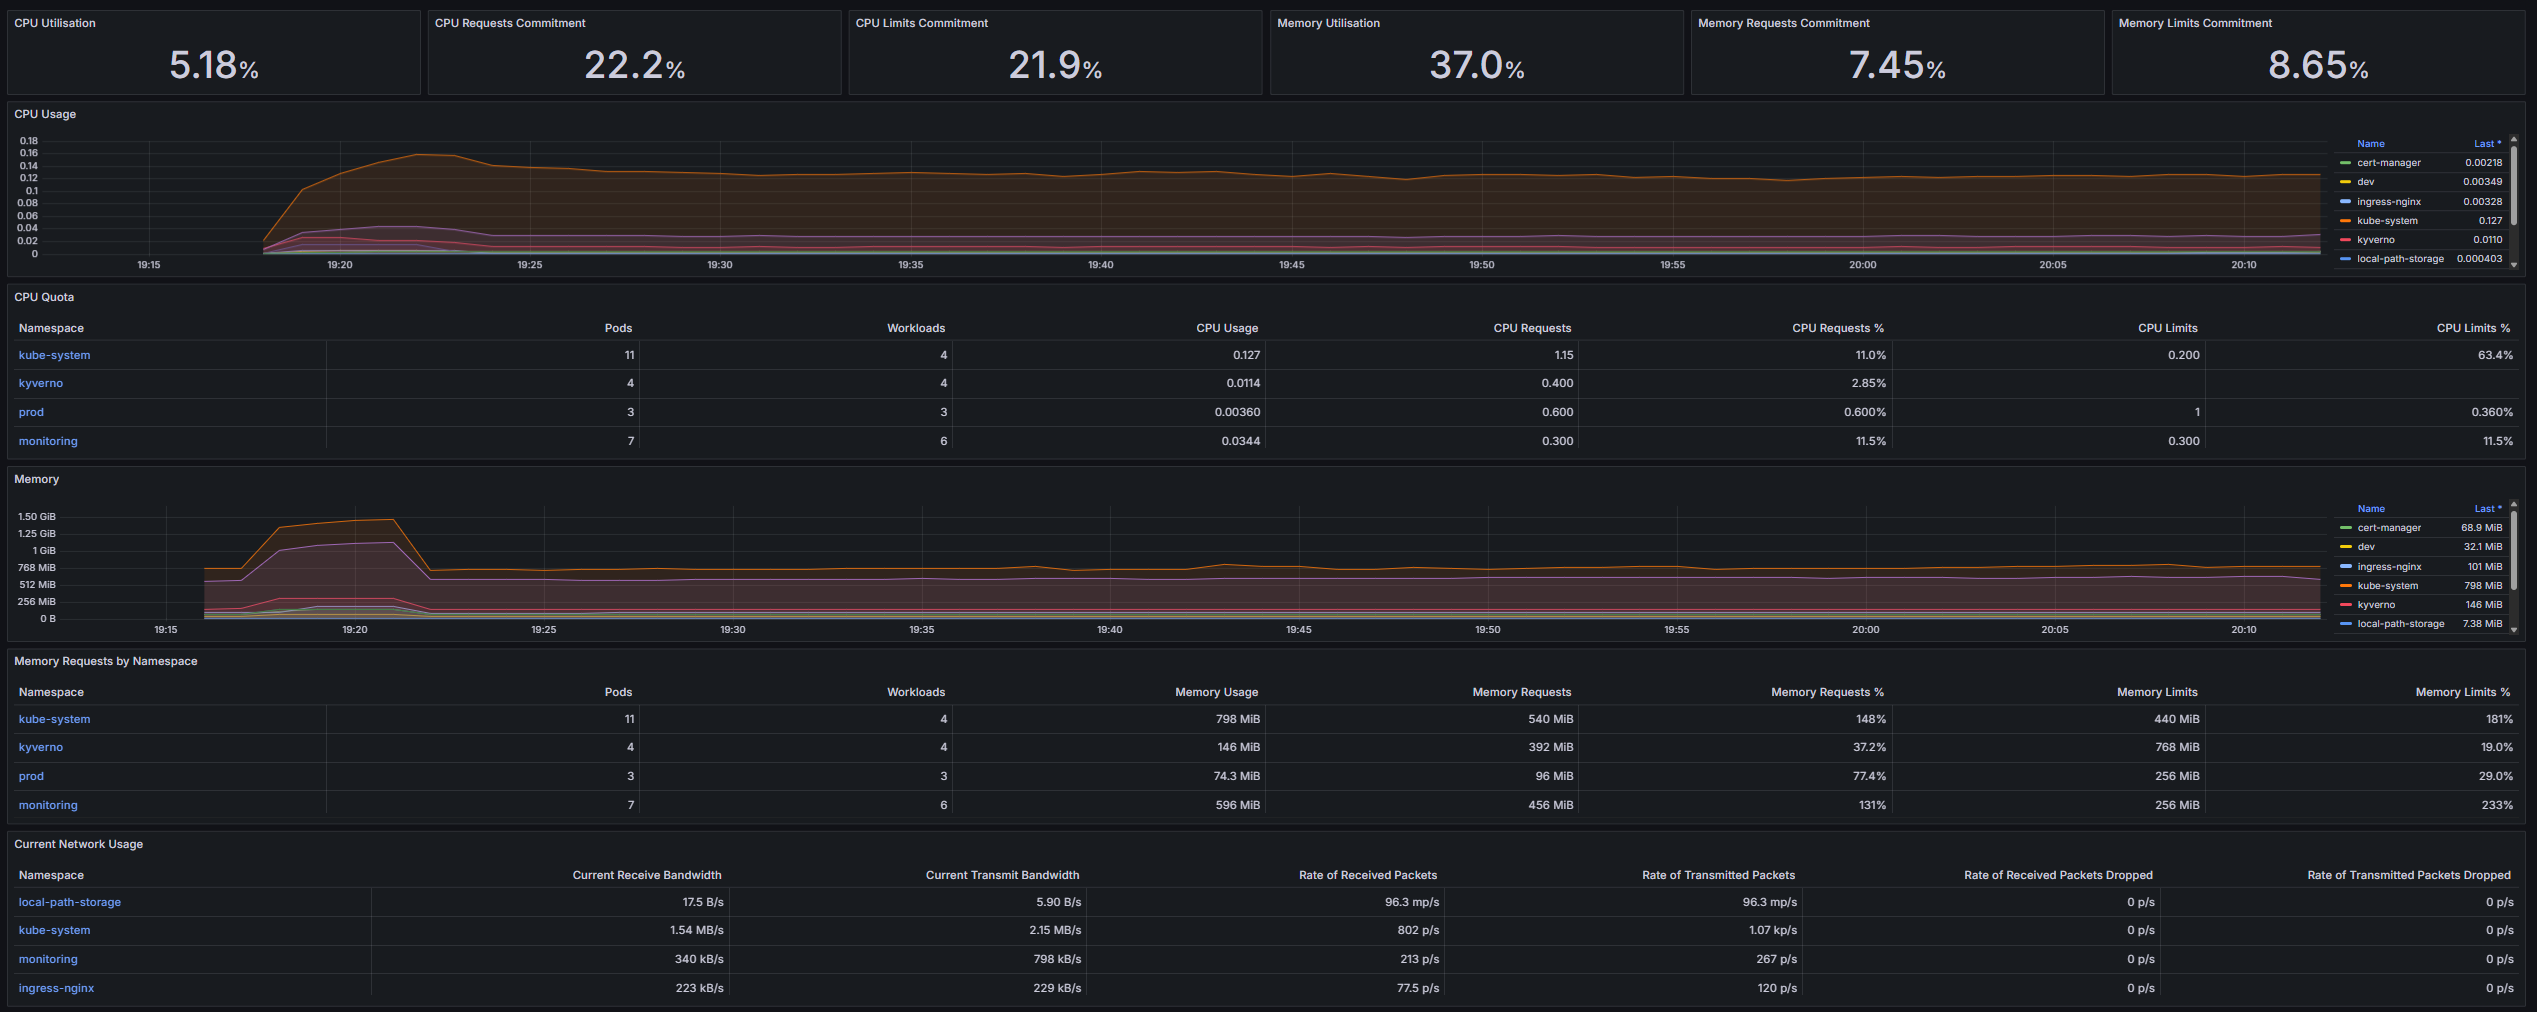 CPU Utilisation
5.18%
CPU Requests Commitment
22.2%
CPU Limits Commitment
21.9%
Memory Utilisation
37.0%
Memory Requests Commitment
7.45%
Memory Limits Commitment
8.65%
CPU Usage
0.18
0.16
0.14
0.12
0.1
0.08
0.06
0.04
0.02
0
19:15 19:20 19:25 19:30 19:35 19:40 19:45 19:50 19:55 20:00 20:05 20:10
Name Last *
cert-manager 0.00218
dev 0.00349
ingress-nginx 0.00328
kube-system 0.127
kyverno 0.0110
local-path-storage 0.000403
CPU Quota
Namespace Pods Workloads CPU Usage CPU Requests CPU Requests % CPU Limits CPU Limits %
kube-system 11 4 0.127 1.15 11.0% 0.200 63.4%
kyverno 4 4 0.0114 0.400 2.85%
prod 3 3 0.00360 0.600 0.600% 1 0.360%
monitoring 7 6 0.0344 0.300 11.5% 0.300 11.5%
Memory
1.50 GiB
1.25 GiB
1 GiB
768 MiB
512 MiB
256 MiB
0 B
19:15 19:20 19:25 19:30 19:35 19:40 19:45 19:50 19:55 20:00 20:05 20:10
Name Last *
cert-manager 68.9 MiB
dev 32.1 MiB
ingress-nginx 101 MiB
kube-system 798 MiB
kyverno 146 MiB
local-path-storage 7.38 MiB
Memory Requests by Namespace
Namespace Pods Workloads Memory Usage Memory Requests Memory Requests % Memory Limits Memory Limits %
kube-system 11 4 798 MiB 540 MiB 148% 440 MiB 181%
kyverno 4 4 146 MiB 392 MiB 37.2% 768 MiB 19.0%
prod 3 3 74.3 MiB 96 MiB 77.4% 256 MiB 29.0%
monitoring 7 6 596 MiB 456 MiB 131% 256 MiB 233%
Current Network Usage
Namespace Current Receive Bandwidth Current Transmit Bandwidth Rate of Received Packets Rate of Transmitted Packets Rate of Received Packets Dropped Rate of Transmitted Packets Dropped
local-path-storage 17.5 B/s 5.90 B/s 96.3 mp/s 96.3 mp/s 0 p/s 0 p/s
kube-system 1.54 MB/s 2.15 MB/s 802 p/s 1.07 kp/s 0 p/s 0 p/s
monitoring 340 kB/s 798 kB/s 213 p/s 267 p/s 0 p/s 0 p/s
ingress-nginx 223 kB/s 229 kB/s 77.5 p/s 120 p/s 0 p/s 0 p/s